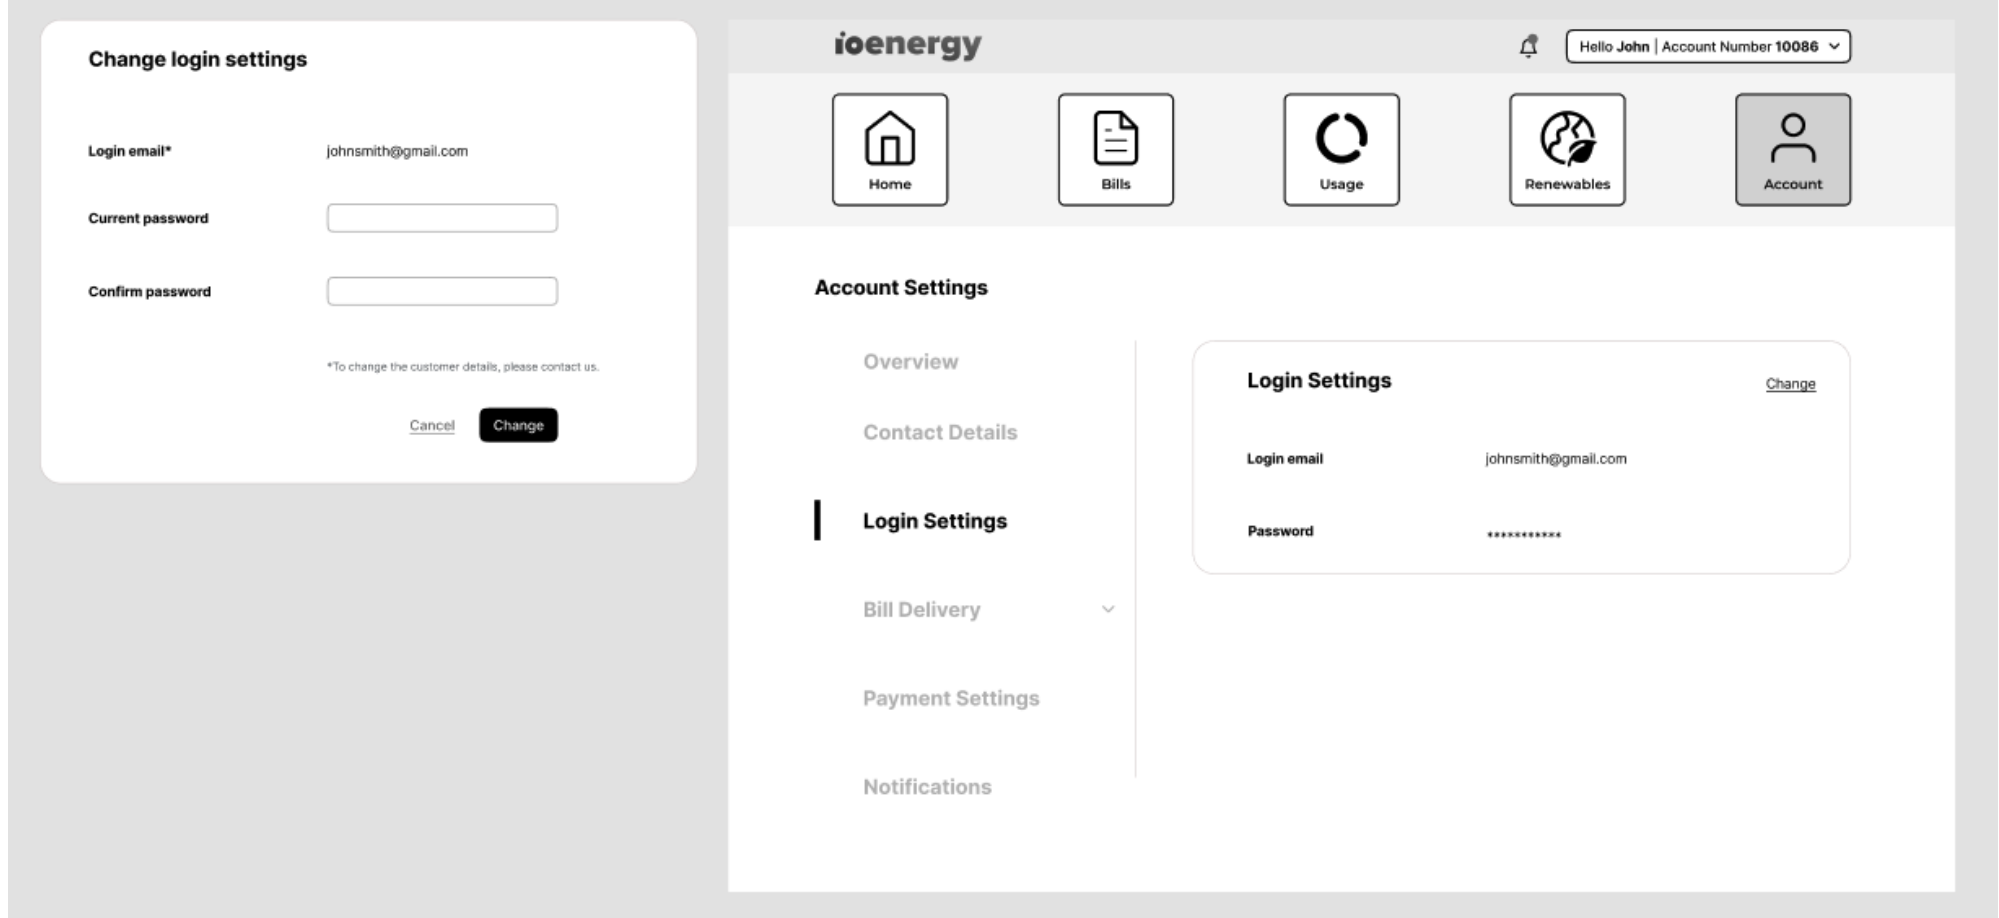 Change login settings
Login email* johnsmith@gmail.com
Current password
Confirm password
*To change the customer details, please contact us.
Cancel Change
ioenergy
Hello John | Account Number 10086
Home Bills Usage Renewables Account
Account Settings
Overview
Contact Details
Login Settings
Bill Delivery
Payment Settings
Notifications
Login Settings Change
Login email johnsmith@gmail.com
Password ***********